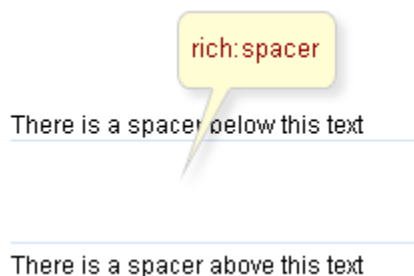 rich:spacer
There is a spacer below this text
There is a spacer above this text